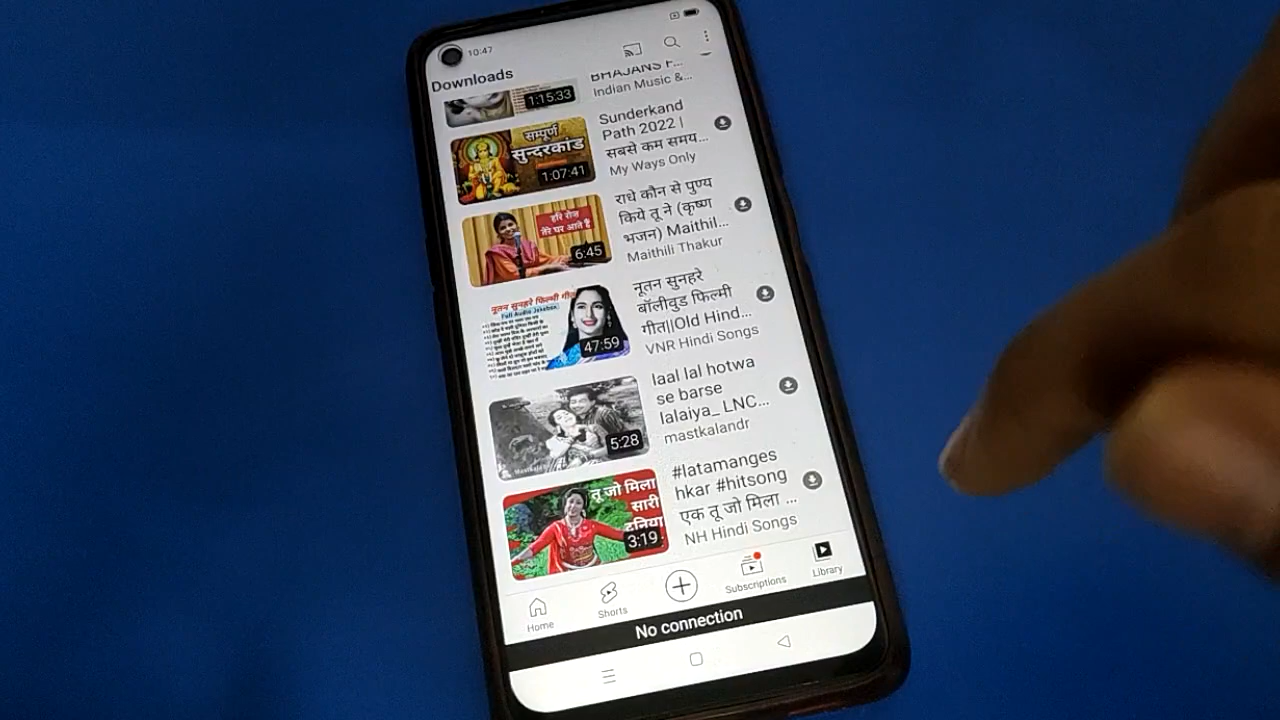 10:47
Downloads
1:15:33
BHAJANS F...
Indian Music &...
सम्पूर्ण
सुन्दरकांड
1:07:41
Sunderkand
Path 2022 |
सबसे कम समय...
My Ways Only
हरि रोज
तेरे घर आते हैं
6:45
राधे कौन से पुण्य
किये तू ने (कृष्ण
भजन) Maithil...
Maithili Thakur
नूतन सुनहरे फिल्मी गीत
Full Audio Jukebox
47:59
नूतन सुनहरे
बॉलीवुड फिल्मी
गीत||Old Hind...
VNR Hindi Songs
5:28
laal lal hotwa
se barse
lalaiya_ LNC...
mastkalandr
तू जो मिला
सारी
दुनिया
3:19
#latamanges
hkar #hitsong
एक तू जो मिला ...
NH Hindi Songs
Home
Shorts
Subscriptions
Library
No connection